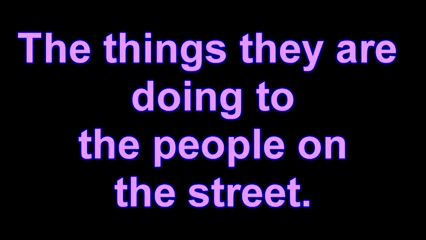 The things they are
doing to
the people on
the street.